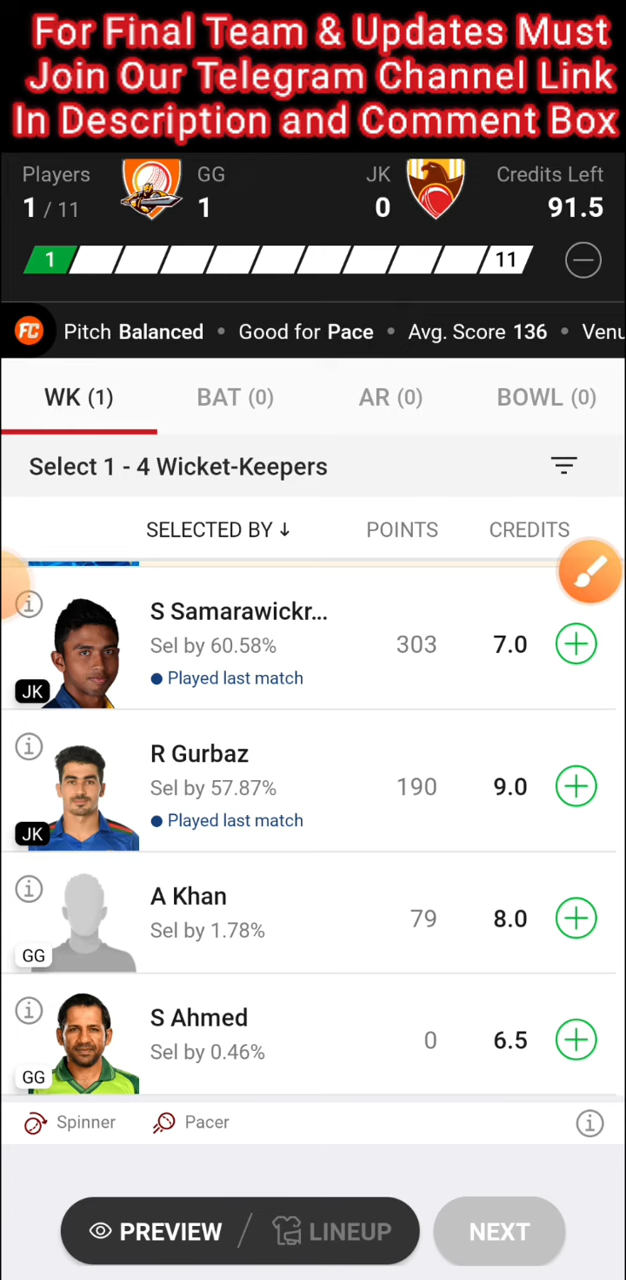 For Final Team & Updates Must
Join Our Telegram Channel Link
In Description and Comment Box
Players GG JK Credits Left
1 / 11 1 0 91.5
1 11
FC Pitch Balanced • Good for Pace • Avg. Score 136 • Venu
WK (1) BAT (0) AR (0) BOWL (0)
Select 1 - 4 Wicket-Keepers
SELECTED BY ↓ POINTS CREDITS
S Samarawickr...
Sel by 60.58% 303 7.0
Played last match
JK
R Gurbaz
Sel by 57.87% 190 9.0
Played last match
JK
A Khan
Sel by 1.78% 79 8.0
GG
S Ahmed
Sel by 0.46% 0 6.5
GG
Spinner Pacer
PREVIEW / LINEUP NEXT